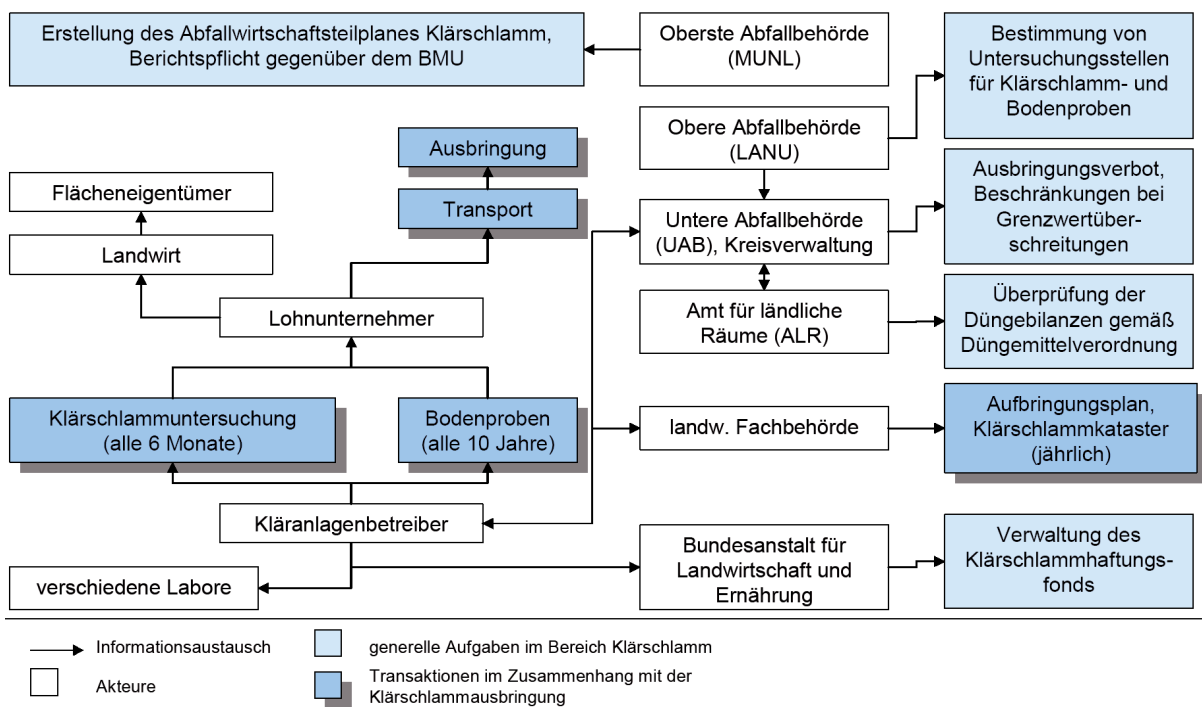 Erstellung des Abfallwirtschaftsteilplanes Klärschlamm,
Berichtspflicht gegenüber dem BMU
Oberste Abfallbehörde
(MUNL)
Bestimmung von
Untersuchungsstellen
für Klärschlamm- und
Bodenproben
Obere Abfallbehörde
(LANU)
Ausbringung
Transport
Flächeneigentümer
Landwirt
Untere Abfallbehörde
(UAB), Kreisverwaltung
Ausbringungsverbot,
Beschränkungen bei
Grenzwertüber-
schreitungen
Lohnunternehmer
Amt für ländliche
Räume (ALR)
Überprüfung der
Düngebilanzen gemäß
Düngemittelverordnung
Klärschlammuntersuchung
(alle 6 Monate)
Bodenproben
(alle 10 Jahre)
landw. Fachbehörde
Aufbringungsplan,
Klärschlammkataster
(jährlich)
Kläranlagenbetreiber
verschiedene Labore
Bundesanstalt für
Landwirtschaft und
Ernährung
Verwaltung des
Klärschlammhaftungs-
fonds
Informationsaustausch
generelle Aufgaben im Bereich Klärschlamm
Akteure
Transaktionen im Zusammenhang mit der
Klärschlammausbringung